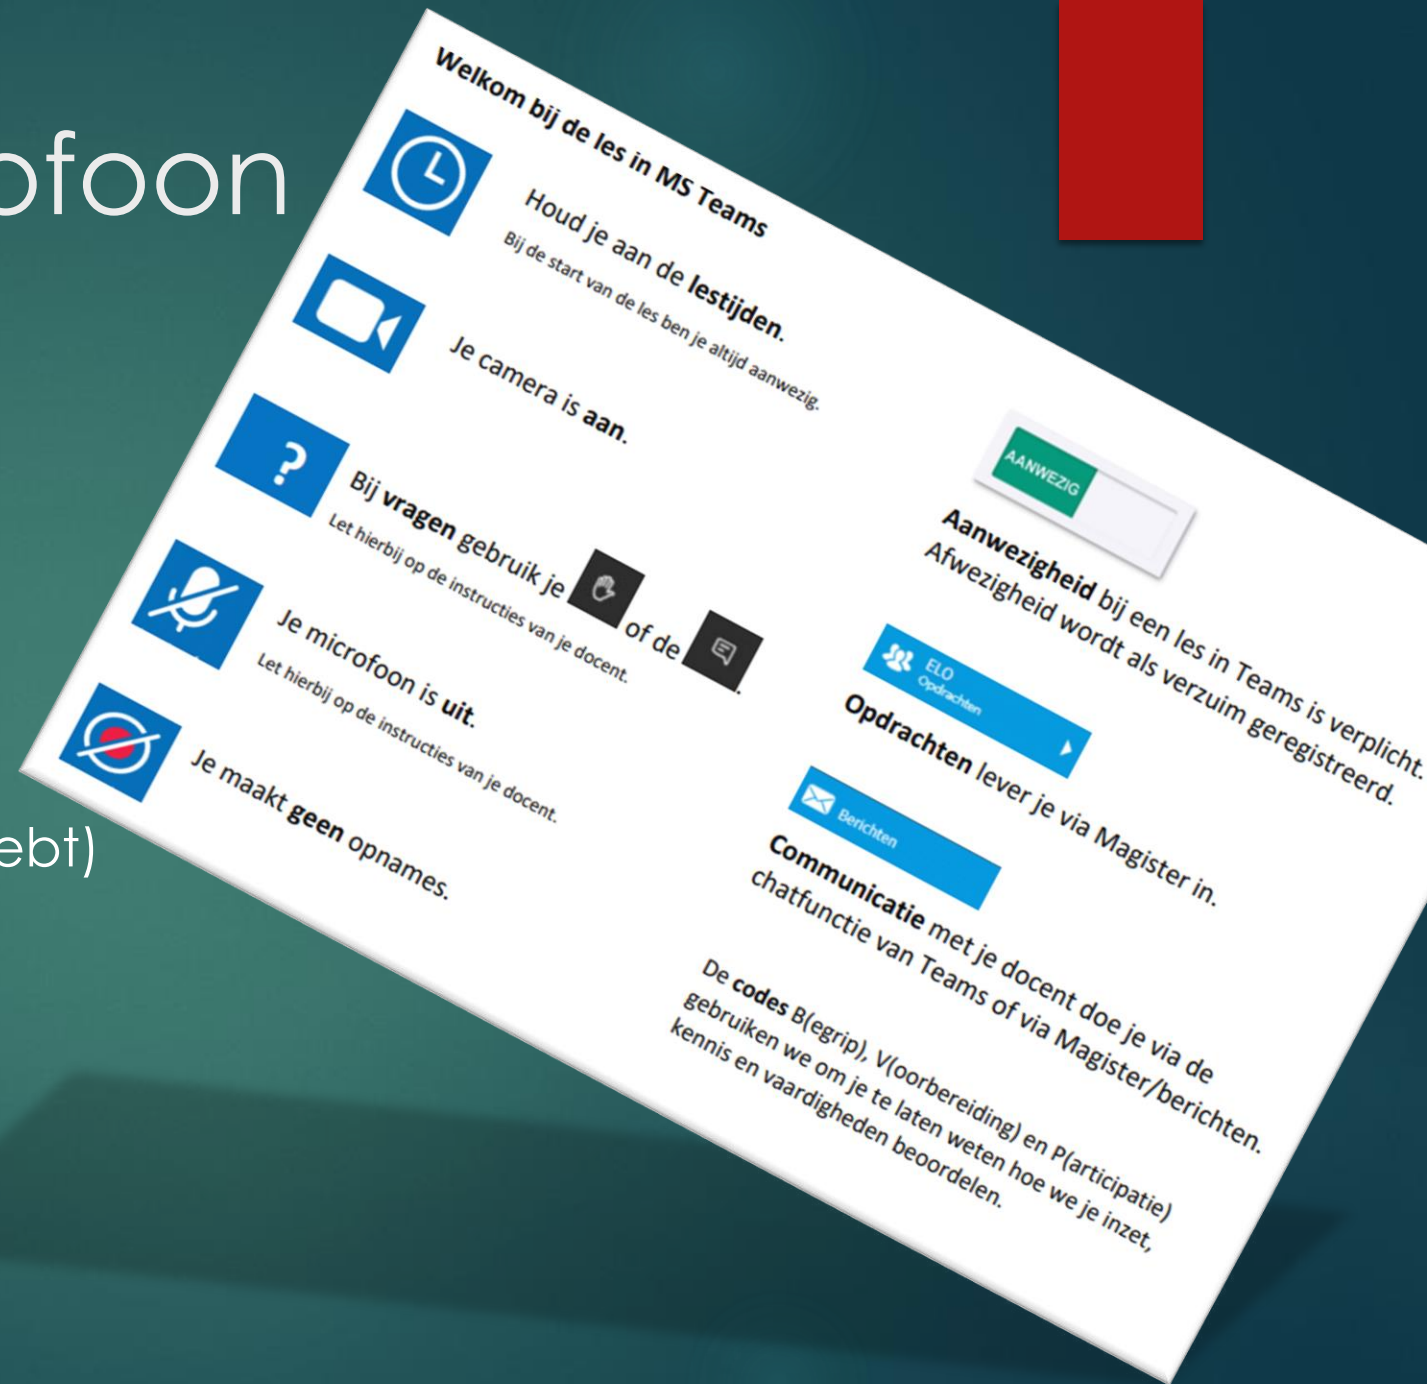 ofoon
ebt)
Welkom bij de les in MS Teams
Houd je aan de lestijden.
Bij de start van de les ben je altijd aanwezig.
Je camera is aan.
?
Bij vragen gebruik je of de .
Let hierbij op de instructies van je docent.
Je microfoon is uit.
Let hierbij op de instructies van je docent.
Je maakt geen opnames.
AANWEZIG
Aanwezigheid bij een les in Teams is verplicht.
Afwezigheid wordt als verzuim geregistreerd.
ELO
Opdrachten
Opdrachten lever je via Magister in.
Berichten
Communicatie met je docent doe je via de
chatfunctie van Teams of via Magister/berichten.
De codes B(egrip), V(oorbereiding) en P(articipatie)
gebruiken we om je te laten weten hoe we je inzet,
kennis en vaardigheden beoordelen.